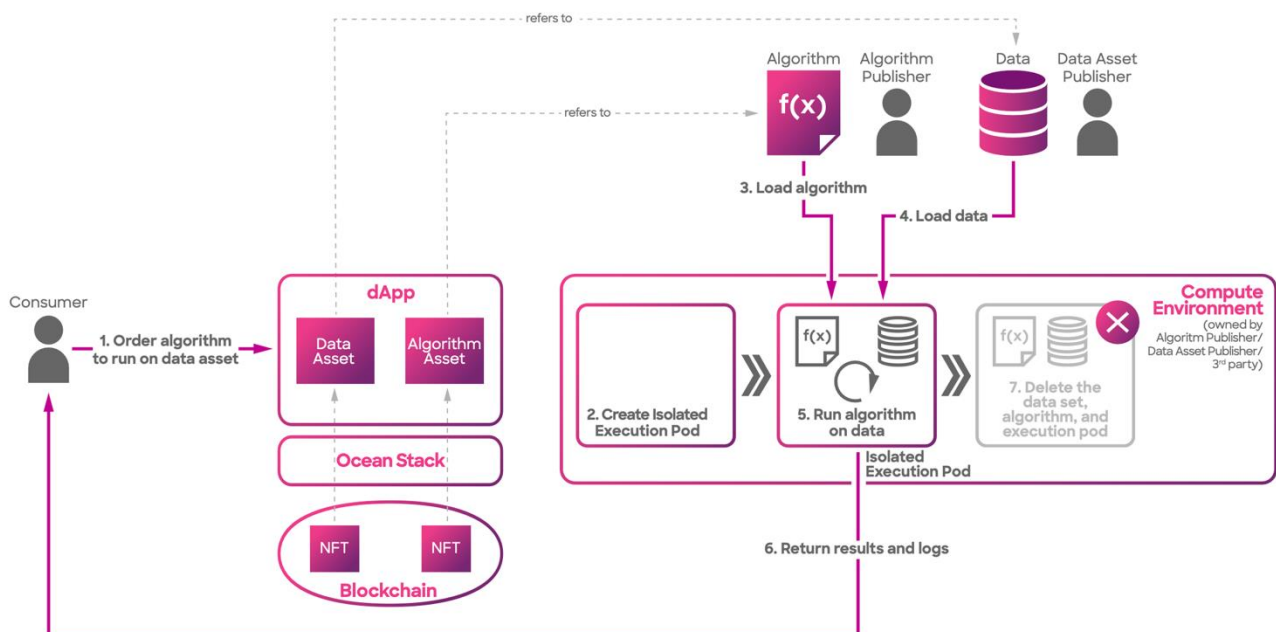 refers to
Algorithm
Algorithm
Publisher
Data
Data Asset
Publisher
f(x)
refers to
3. Load algorithm
4. Load data
Consumer
1. Order algorithm
to run on data asset
dApp
Data
Asset
Algorithm
Asset
Ocean Stack
NFT
NFT
Blockchain
Compute
Environment
(owned by
Algoritm Publisher/
Data Asset Publisher/
3rd party)
2. Create Isolated
Execution Pod
f(x)
5. Run algorithm
on data
Isolated
Execution Pod
f(x)
7. Delete the
data set,
algorithm, and
execution pod
6. Return results and logs